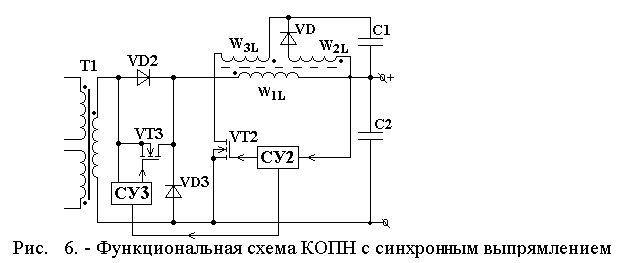 VD
C1
W3L
W2L
T1
VD2
W1L
+
VT3
VT2
C2
СУ2
СУ3
VD3
Рис. 6. - Функциональная схема КОПН с синхронным выпрямлением